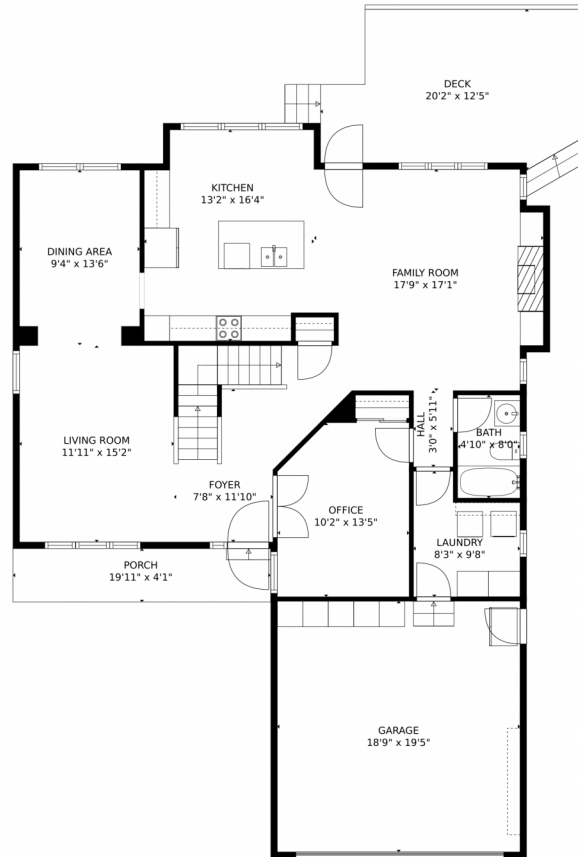 DECK
20'2" x 12'5"
KITCHEN
13'2" x 16'4"
DINING AREA
9'4" x 13'6"
FAMILY ROOM
17'9" x 17'1"
HALL
3'0" x 5'11"
BATH
4'10" x 8'0"
LIVING ROOM
11'11" x 15'2"
FOYER
7'8" x 11'10"
OFFICE
10'2" x 13'5"
LAUNDRY
8'3" x 9'8"
PORCH
19'11" x 4'1"
GARAGE
18'9" x 19'5"